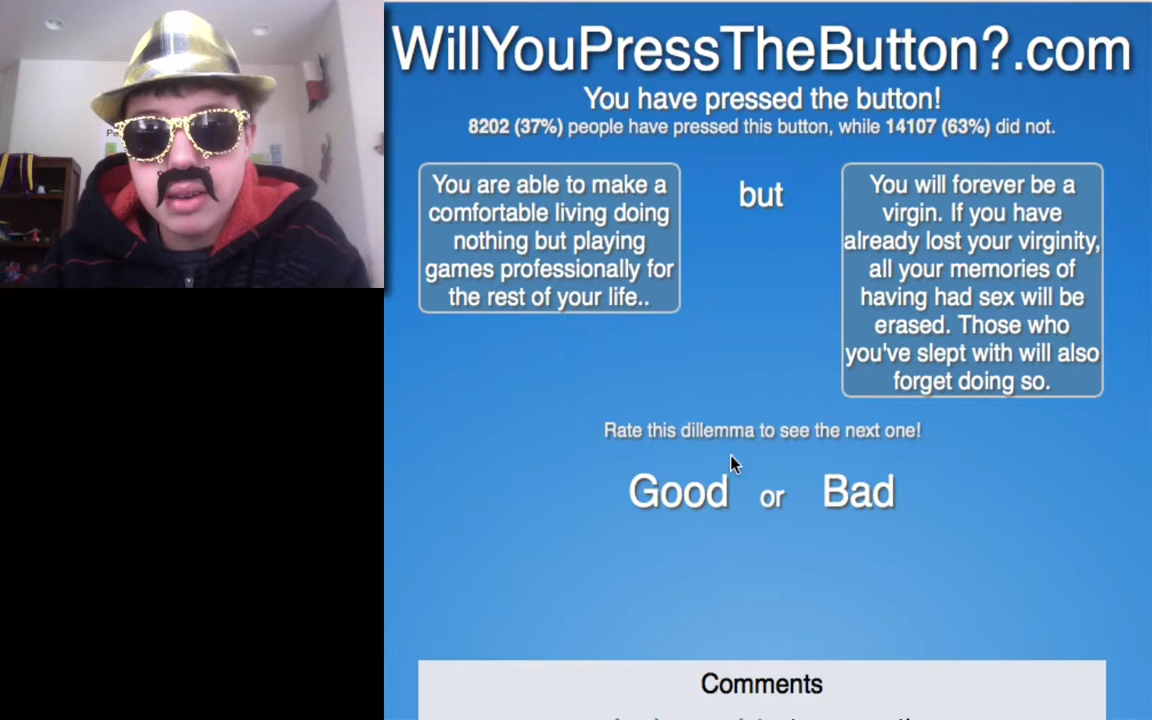 WillYouPressTheButton?.com
You have pressed the button!
8202 (37%) people have pressed this button, while 14107 (63%) did not.
You are able to make a
comfortable living doing
nothing but playing
games professionally for
the rest of your life..
but
You will forever be a
virgin. If you have
already lost your virginity,
all your memories of
having had sex will be
erased. Those who
you've slept with will also
forget doing so.
Rate this dillemma to see the next one!
Good or Bad
Comments